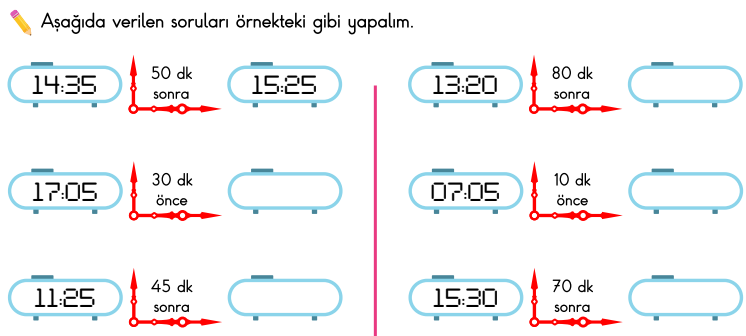 Aşağıda verilen soruları örnekteki gibi yapalım.
14:35
50 dk
sonra
15:25
17:05
30 dk
önce
11:25
45 dk
sonra
13:20
80 dk
sonra
07:05
10 dk
önce
15:30
70 dk
sonra